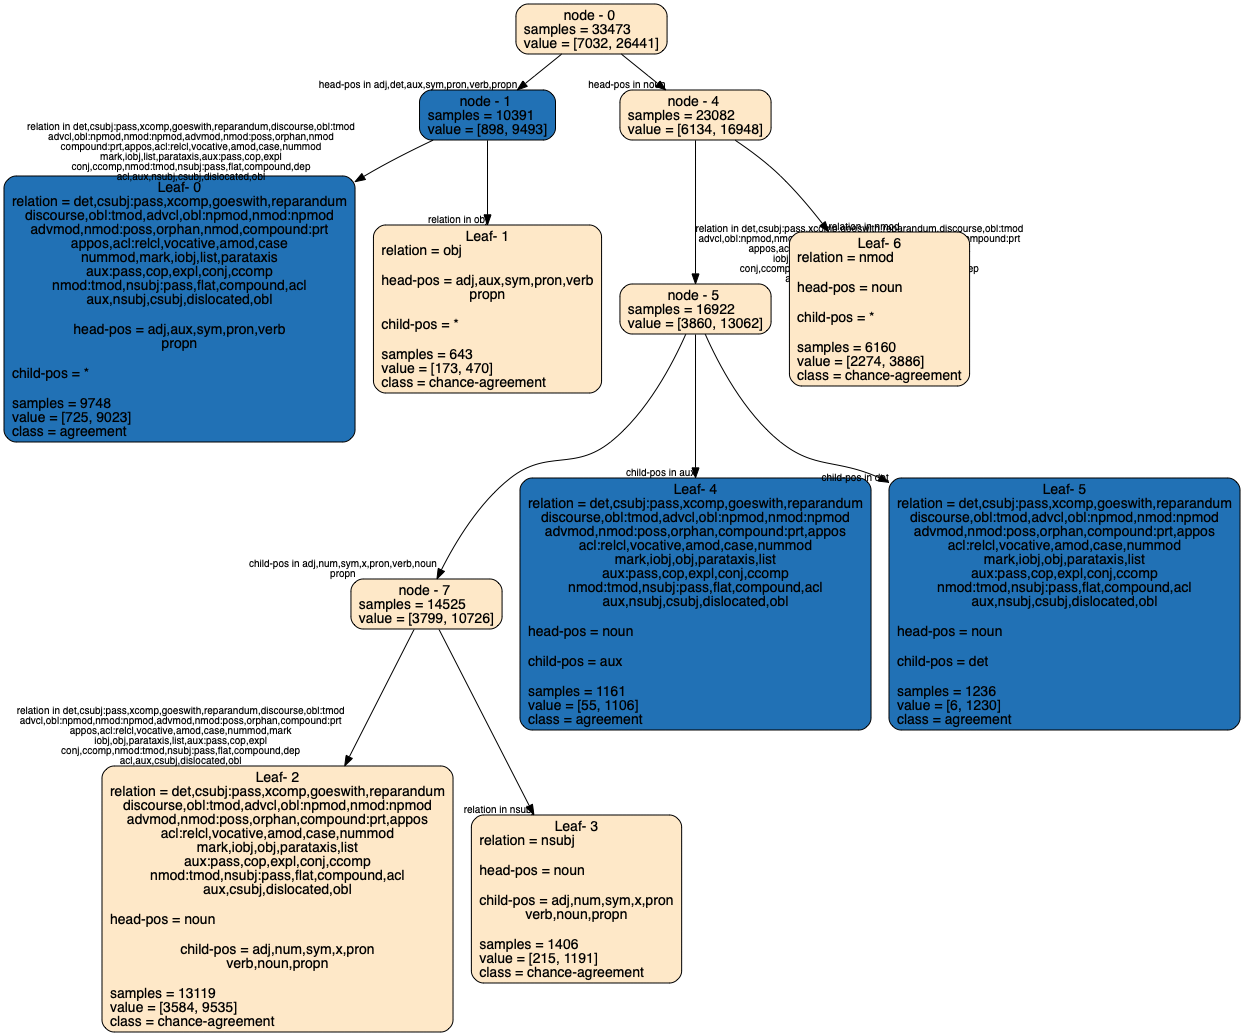 node - 0
samples = 33473
value = [7032, 26441]
head-pos in adj,det,aux,sym,pron,verb,propn
head-pos in noun
node - 1
samples = 10391
value = [898, 9493]
node - 4
samples = 23082
value = [6134, 16948]
relation in det,csubj:pass,xcomp,goeswith,reparandum,discourse,obl:tmod
advcl,obl:npmod,nmod:npmod,advmod,nmod:poss,orphan,nmod
compound:prt,appos,acl:relcl,vocative,amod,case,nummod
mark,iobj,list,parataxis,aux:pass,cop,expl
conj,ccomp,nmod:tmod,nsubj:pass,flat,compound,dep
acl,aux,nsubj,csubj,dislocated,obl
Leaf- 0
relation = det,csubj:pass,xcomp,goeswith,reparandum
discourse,obl:tmod,advcl,obl:npmod,nmod:npmod
advmod,nmod:poss,orphan,nmod,compound:prt
appos,acl:relcl,vocative,amod,case
nummod,mark,iobj,list,parataxis
aux:pass,cop,expl,conj,ccomp
nmod:tmod,nsubj:pass,flat,compound,acl
aux,nsubj,csubj,dislocated,obl
head-pos = adj,aux,sym,pron,verb
propn
child-pos = *
samples = 9748
value = [725, 9023]
class = agreement
relation in obj
Leaf- 1
relation = obj
head-pos = adj,aux,sym,pron,verb
propn
child-pos = *
samples = 643
value = [173, 470]
class = chance-agreement
relation in nmod
relation in det,csubj:pass,xcomp,goeswith,reparandum,discourse,obl:tmod
advcl,obl:npmod,nm ompound:prt
appos,ac
iobj
conj,ccomp ep
Leaf- 6
relation = nmod
head-pos = noun
child-pos = *
samples = 6160
value = [2274, 3886]
class = chance-agreement
node - 5
samples = 16922
value = [3860, 13062]
child-pos in aux
child-pos in det
Leaf- 4
relation = det,csubj:pass,xcomp,goeswith,reparandum
discourse,obl:tmod,advcl,obl:npmod,nmod:npmod
advmod,nmod:poss,orphan,compound:prt,appos
acl:relcl,vocative,amod,case,nummod
mark,iobj,obj,parataxis,list
aux:pass,cop,expl,conj,ccomp
nmod:tmod,nsubj:pass,flat,compound,acl
aux,nsubj,csubj,dislocated,obl
head-pos = noun
child-pos = aux
samples = 1161
value = [55, 1106]
class = agreement
Leaf- 5
relation = det,csubj:pass,xcomp,goeswith,reparandum
discourse,obl:tmod,advcl,obl:npmod,nmod:npmod
advmod,nmod:poss,orphan,compound:prt,appos
acl:relcl,vocative,amod,case,nummod
mark,iobj,obj,parataxis,list
aux:pass,cop,expl,conj,ccomp
nmod:tmod,nsubj:pass,flat,compound,acl
aux,nsubj,csubj,dislocated,obl
head-pos = noun
child-pos = det
samples = 1236
value = [6, 1230]
class = agreement
child-pos in adj,num,sym,x,pron,verb,noun
propn
node - 7
samples = 14525
value = [3799, 10726]
relation in det,csubj:pass,xcomp,goeswith,reparandum,discourse,obl:tmod
advcl,obl:npmod,nmod:npmod,advmod,nmod:poss,orphan,compound:prt
appos,acl:relcl,vocative,amod,case,nummod,mark
iobj,obj,parataxis,list,aux:pass,cop,expl
conj,ccomp,nmod:tmod,nsubj:pass,flat,compound,dep
acl,aux,csubj,dislocated,obl
Leaf- 2
relation = det,csubj:pass,xcomp,goeswith,reparandum
discourse,obl:tmod,advcl,obl:npmod,nmod:npmod
advmod,nmod:poss,orphan,compound:prt,appos
acl:relcl,vocative,amod,case,nummod
mark,iobj,obj,parataxis,list
aux:pass,cop,expl,conj,ccomp
nmod:tmod,nsubj:pass,flat,compound,acl
aux,csubj,dislocated,obl
head-pos = noun
child-pos = adj,num,sym,x,pron
verb,noun,propn
samples = 13119
value = [3584, 9535]
class = chance-agreement
relation in nsubj
Leaf- 3
relation = nsubj
head-pos = noun
child-pos = adj,num,sym,x,pron
verb,noun,propn
samples = 1406
value = [215, 1191]
class = chance-agreement